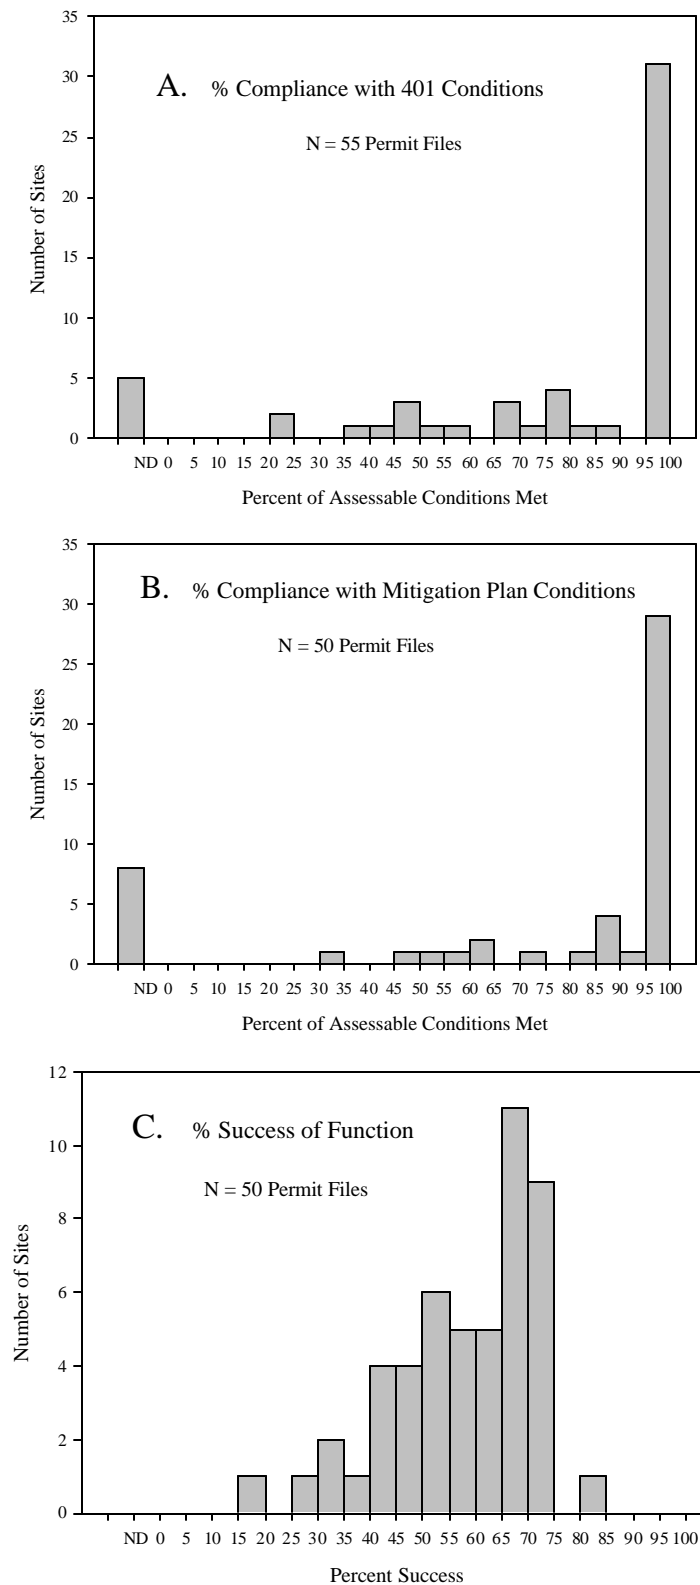 35
A. % Compliance with 401 Conditions
30
N = 55 Permit Files
25
20
15
10
5
0
Number of Sites
ND 0 5 10 15 20 25 30 35 40 45 50 55 60 65 70 75 80 85 90 95 100
Percent of Assessable Conditions Met
35
B. % Compliance with Mitigation Plan Conditions
30
N = 50 Permit Files
25
20
15
10
5
0
Number of Sites
ND 0 5 10 15 20 25 30 35 40 45 50 55 60 65 70 75 80 85 90 95 100
Percent of Assessable Conditions Met
12
C. % Success of Function
10
N = 50 Permit Files
8
6
4
2
0
Number of Sites
ND 0 5 10 15 20 25 30 35 40 45 50 55 60 65 70 75 80 85 90 95 100
Percent Success